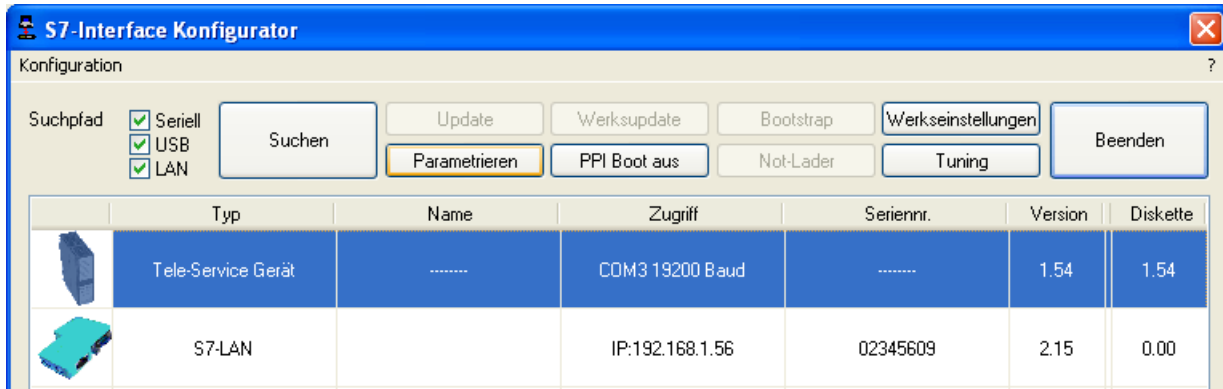 S7-Interface Konfigurator
Konfiguration ?
Suchpfad
Seriell
USB
LAN
Suchen
Update Werksupdate Bootstrap Werkseinstellungen
Parametrieren PPI Boot aus Not-Lader Tuning
Beenden
Typ Name Zugriff Seriennr. Version Diskette
Tele-Service Gerät -------- COM3 19200 Baud -------- 1.54 1.54
S7-LAN IP:192.168.1.56 02345609 2.15 0.00